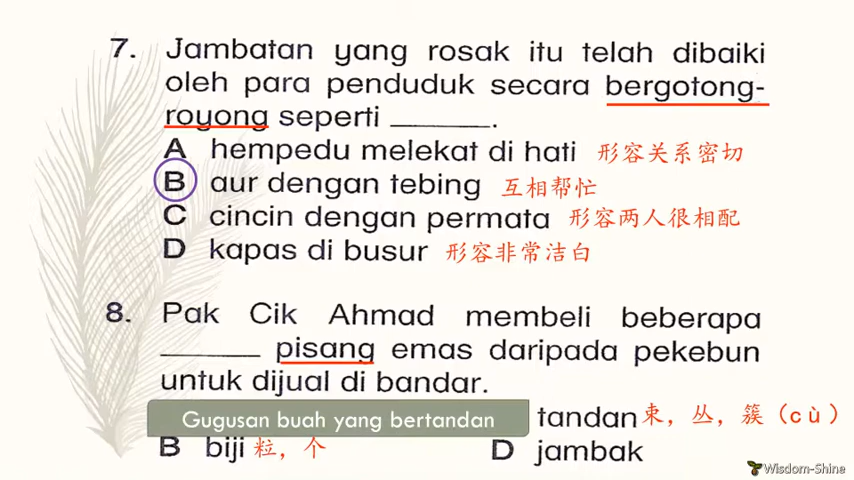 7. Jambatan yang rosak itu telah dibaiki
oleh para penduduk secara bergotong-
royong seperti ________.
A hempedu melekat di hati 形容关系密切
B aur dengan tebing 互相帮忙
C cincin dengan permata 形容两人很相配
D kapas di busur 形容非常洁白
8. Pak Cik Ahmad membeli beberapa
________ pisang emas daripada pekebun
untuk dijual di bandar.
Gugusan buah yang bertandan tandan 束，丛，簇（cù）
B biji 粒，个 D jambak
Wisdom-Shine